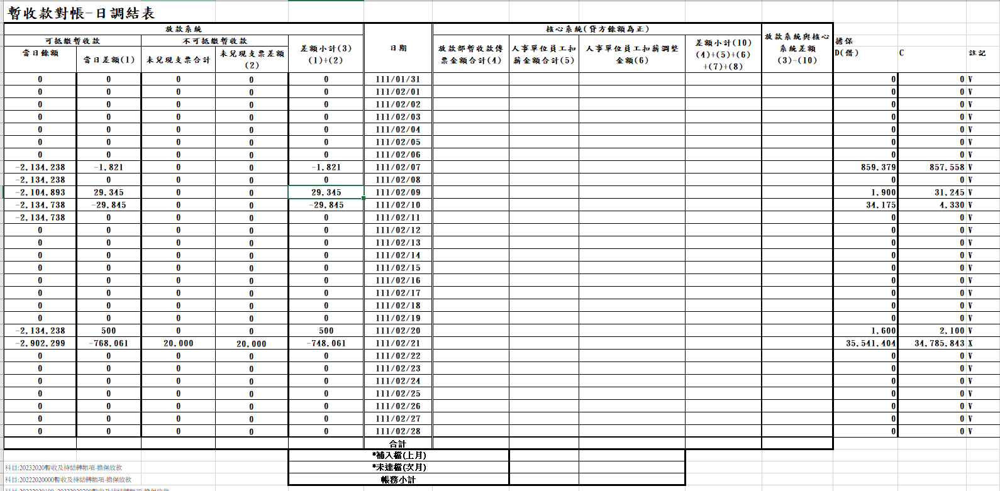 暫收款對帳-日調結表
放款系統 核心系統(貸方餘額為正)
可抵繳暫收款 不可抵繳暫收款
當日餘額 當日差額(1) 未兌現支票合計 未兌現支票差額(2) 差額小計(3)(1)+(2) 日期 放款部暫收款傳票金額合計(4) 人事單位員工扣薪金額合計(5) 人事單位員工扣薪調整金額(6) 差額小計(10)(4)+(5)+(6)+(7)+(8) 放款系統與核心系統差額(3)-(10) 擔保 D(借) C 註記
0 0 0 0 0 111/01/31 0 0 V
0 0 0 0 0 111/02/01 0 0 V
0 0 0 0 0 111/02/02 0 0 V
0 0 0 0 0 111/02/03 0 0 V
0 0 0 0 0 111/02/04 0 0 V
0 0 0 0 0 111/02/05 0 0 V
0 0 0 0 0 111/02/06 0 0 V
-2,134,238 -1,821 0 0 -1,821 111/02/07 859,379 857,558 V
-2,134,238 0 0 0 0 111/02/08 0 0 V
-2,104,893 29,345 0 0 29,345 111/02/09 1,900 31,245 V
-2,134,738 -29,845 0 0 -29,845 111/02/10 34,175 4,330 V
-2,134,738 0 0 0 0 111/02/11 0 0 V
0 0 0 0 0 111/02/12 0 0 V
0 0 0 0 0 111/02/13 0 0 V
0 0 0 0 0 111/02/14 0 0 V
0 0 0 0 0 111/02/15 0 0 V
0 0 0 0 0 111/02/16 0 0 V
0 0 0 0 0 111/02/17 0 0 V
0 0 0 0 0 111/02/18 0 0 V
0 0 0 0 0 111/02/19 0 0 V
-2,134,238 500 0 0 500 111/02/20 1,600 2,100 V
-2,902,299 -768,061 20,000 20,000 -748,061 111/02/21 35,541,404 34,785,843 X
0 0 0 0 0 111/02/22 0 0 V
0 0 0 0 0 111/02/23 0 0 V
0 0 0 0 0 111/02/24 0 0 V
0 0 0 0 0 111/02/25 0 0 V
0 0 0 0 0 111/02/26 0 0 V
0 0 0 0 0 111/02/27 0 0 V
0 0 0 0 0 111/02/28 0 0 V
合計
*補入檔(上月)
*未達檔(次月)
科目:20232020暫收及待結轉帳項-擔保放款
帳務小計
科目:20222020000暫收及待結轉帳項-擔保放款